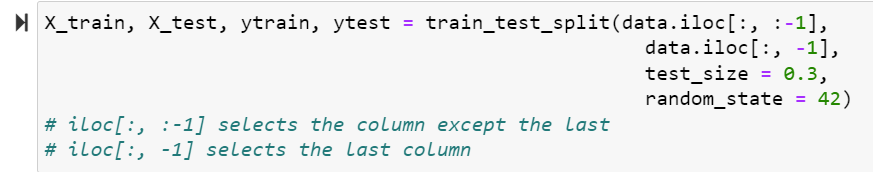 X_train, X_test, ytrain, ytest = train_test_split(data.iloc[:, :-1],
data.iloc[:, -1],
test_size = 0.3,
random_state = 42)
# iloc[:, :-1] selects the column except the last
# iloc[:, -1] selects the last column